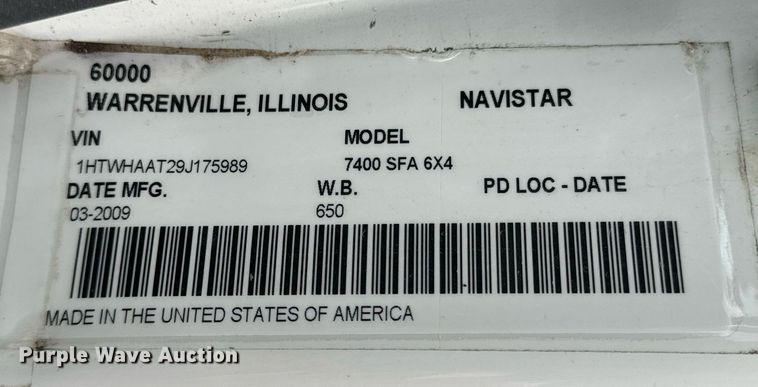 60000
WARRENVILLE, ILLINOIS NAVISTAR
VIN MODEL
1HTWHAAT29J175989 7400 SFA 6X4
DATE MFG. W.B. PD LOC - DATE
03-2009 650
MADE IN THE UNITED STATES OF AMERICA
Purple Wave Auction